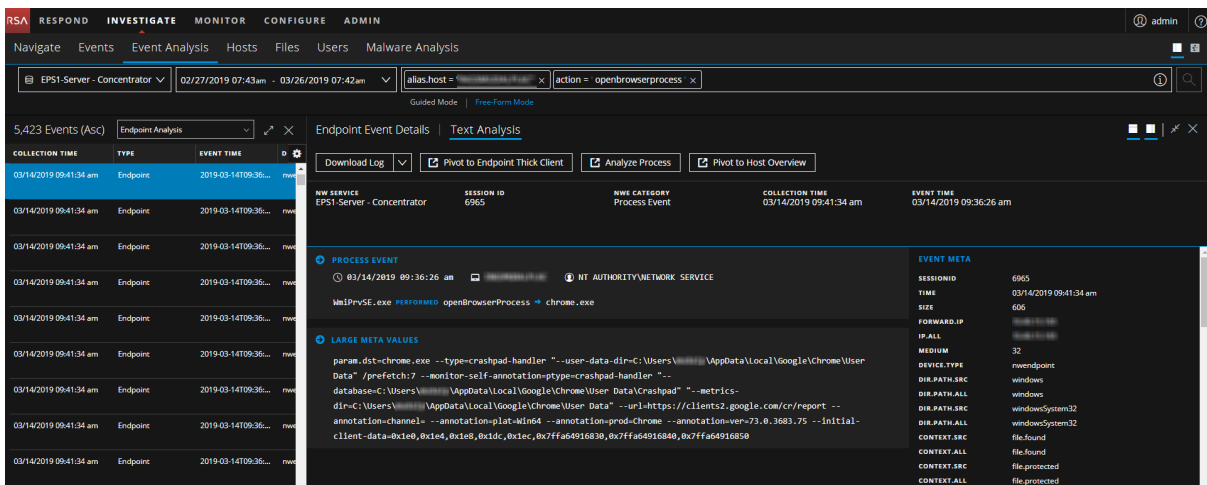 RSA RESPOND INVESTIGATE MONITOR CONFIGURE ADMIN admin
Navigate Events Event Analysis Hosts Files Users Malware Analysis
EPS1-Server - Concentrator 02/27/2019 07:43am - 03/26/2019 07:42am alias.host = × action = 'openbrowserprocess' ×
Guided Mode | Free-Form Mode
5,423 Events (Asc) Endpoint Analysis
COLLECTION TIME TYPE EVENT TIME D
03/14/2019 09:41:34 am Endpoint 2019-03-14T09:36:... nwe
03/14/2019 09:41:34 am Endpoint 2019-03-14T09:36:... nwe
03/14/2019 09:41:34 am Endpoint 2019-03-14T09:36:... nwe
03/14/2019 09:41:34 am Endpoint 2019-03-14T09:36:... nwe
03/14/2019 09:41:34 am Endpoint 2019-03-14T09:36:... nwe
03/14/2019 09:41:34 am Endpoint 2019-03-14T09:36:... nwe
03/14/2019 09:41:34 am Endpoint 2019-03-14T09:36:... nwe
03/14/2019 09:41:34 am Endpoint 2019-03-14T09:36:... nwe
03/14/2019 09:41:34 am Endpoint 2019-03-14T09:36:... nwe
Endpoint Event Details | Text Analysis
Download Log Pivot to Endpoint Thick Client Analyze Process Pivot to Host Overview
NW SERVICE SESSION ID NWE CATEGORY COLLECTION TIME EVENT TIME
EPS1-Server - Concentrator 6965 Process Event 03/14/2019 09:41:34 am 03/14/2019 09:36:26 am
PROCESS EVENT
03/14/2019 09:36:26 am NT AUTHORITY\NETWORK SERVICE
WmiPrvSE.exe PERFORMED openBrowserProcess → chrome.exe
LARGE META VALUES
param.dst=chrome.exe --type=crashpad-handler "--user-data-dir=C:\Users\ \AppData\Local\Google\Chrome\User
Data" /prefetch:7 --monitor-self-annotation=ptype=crashpad-handler "--
database=C:\Users\ \AppData\Local\Google\Chrome\User Data\Crashpad" "--metrics-
dir=C:\Users\ \AppData\Local\Google\Chrome\User Data" --url=https://clients2.google.com/cr/report --
annotation=channel= --annotation=plat=Win64 --annotation=prod=Chrome --annotation=ver=73.0.3683.75 --initial-
client-data=0x1e0,0x1e4,0x1e8,0x1dc,0x1ec,0x7ffa64916830,0x7ffa64916840,0x7ffa64916850
EVENT META
SESSIONID 6965
TIME 03/14/2019 09:41:34 am
SIZE 606
FORWARD.IP
IP.ALL
MEDIUM 32
DEVICE.TYPE nwendpoint
DIR.PATH.SRC windows
DIR.PATH.ALL windows
DIR.PATH.SRC windowsSystem32
DIR.PATH.ALL windowsSystem32
CONTEXT.SRC file.found
CONTEXT.ALL file.found
CONTEXT.SRC file.protected
CONTEXT.ALL file.protected